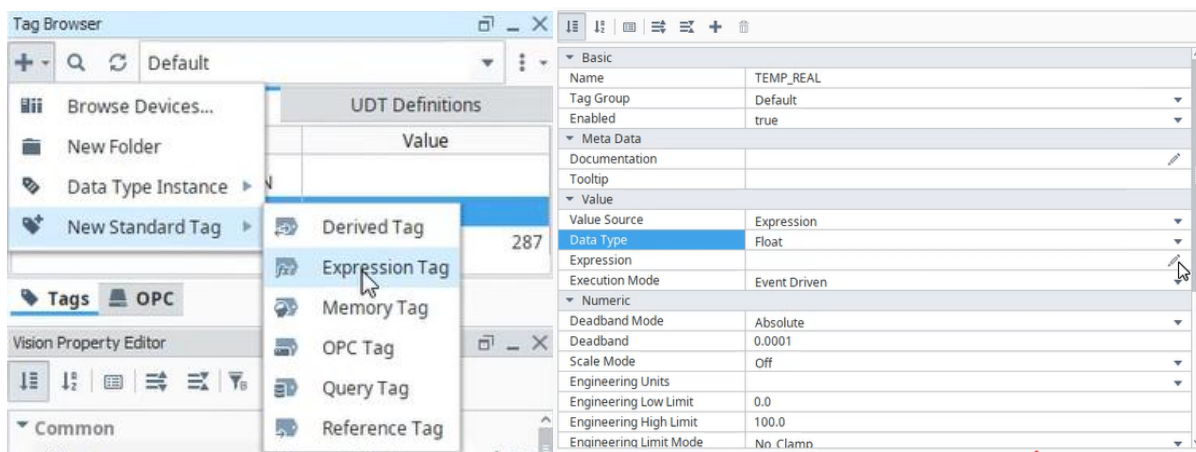 Tag Browser
Default
Browse Devices...
UDT Definitions
New Folder
Value
Data Type Instance
N
New Standard Tag
Derived Tag
287
Expression Tag
Tags OPC
Memory Tag
Vision Property Editor
OPC Tag
Query Tag
Common
Reference Tag
Basic
Name TEMP_REAL
Tag Group Default
Enabled true
Meta Data
Documentation
Tooltip
Value
Value Source Expression
Data Type Float
Expression
Execution Mode Event Driven
Numeric
Deadband Mode Absolute
Deadband 0.0001
Scale Mode Off
Engineering Units
Engineering Low Limit 0.0
Engineering High Limit 100.0
Engineering Limit Mode No_Clamp